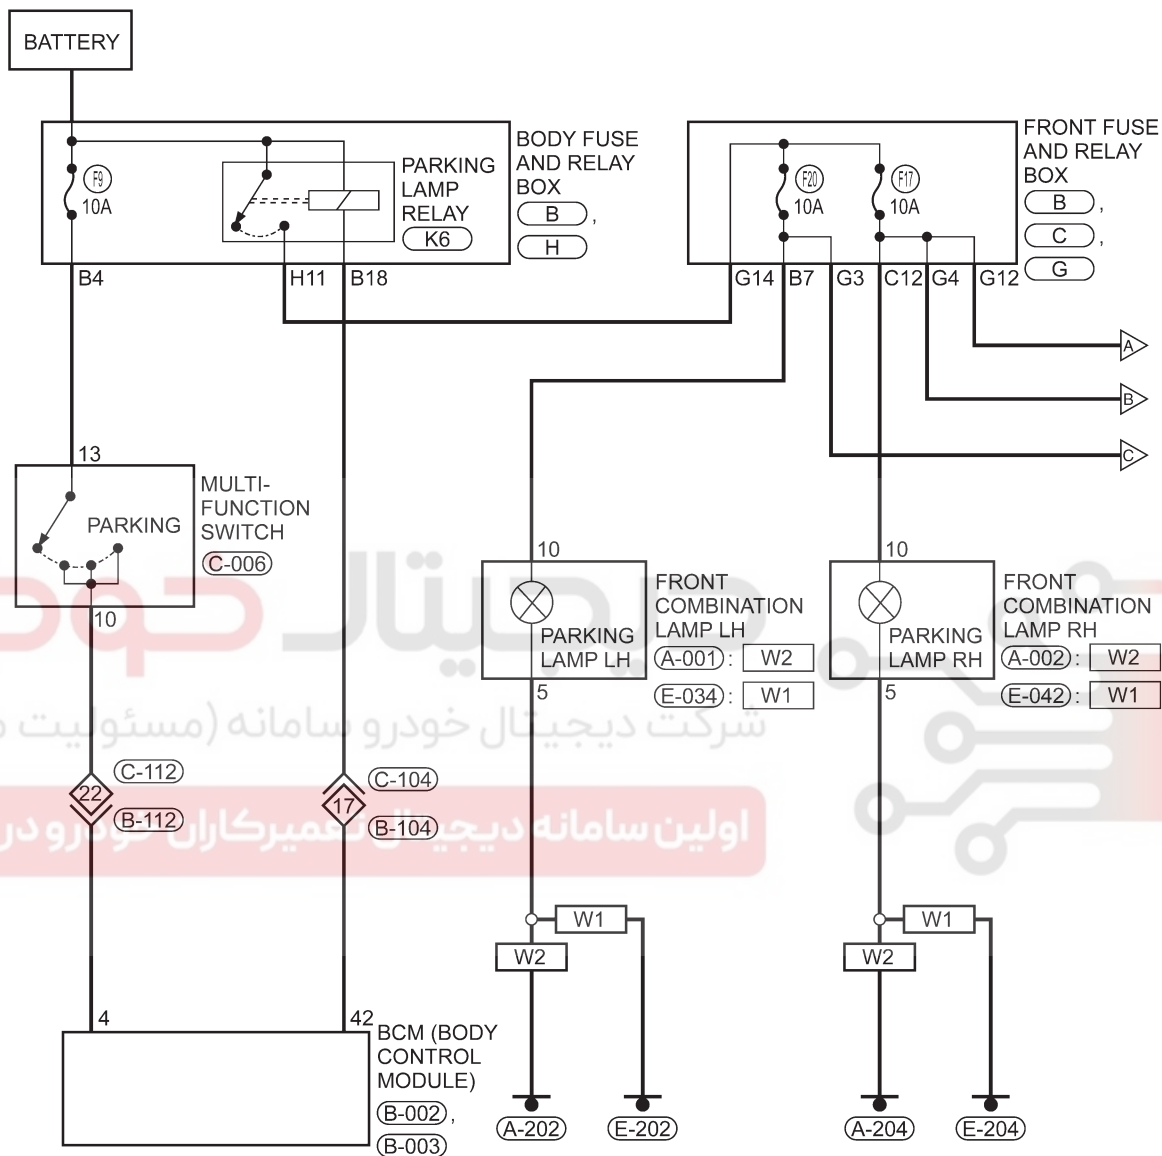 BATTERY
BODY FUSE
AND RELAY
BOX
B ,
H
F9
10A
PARKING
LAMP
RELAY
K6
FRONT FUSE
AND RELAY
BOX
B ,
C ,
G
F20
10A
F17
10A
B4
H11
B18
G14
B7
G3
C12
G4
G12
A
B
C
13
MULTI-
FUNCTION
SWITCH
C-006
PARKING
10
10
FRONT
COMBINATION
LAMP LH
A-001 : W2
E-034 : W1
PARKING
LAMP LH
5
10
FRONT
COMBINATION
LAMP RH
A-002 : W2
E-042 : W1
PARKING
LAMP RH
5
دیجیتال خود
شرکت دیجیتال خودرو سامانه (مسئولیت
اولین سامانه دیجیتال تعمیرکاران خودرو در
22
C-112
B-112
17
C-104
B-104
W1
W2
W1
W2
4
42
BCM (BODY
CONTROL
MODULE)
B-002 ,
B-003
A-202
E-202
A-204
E-204